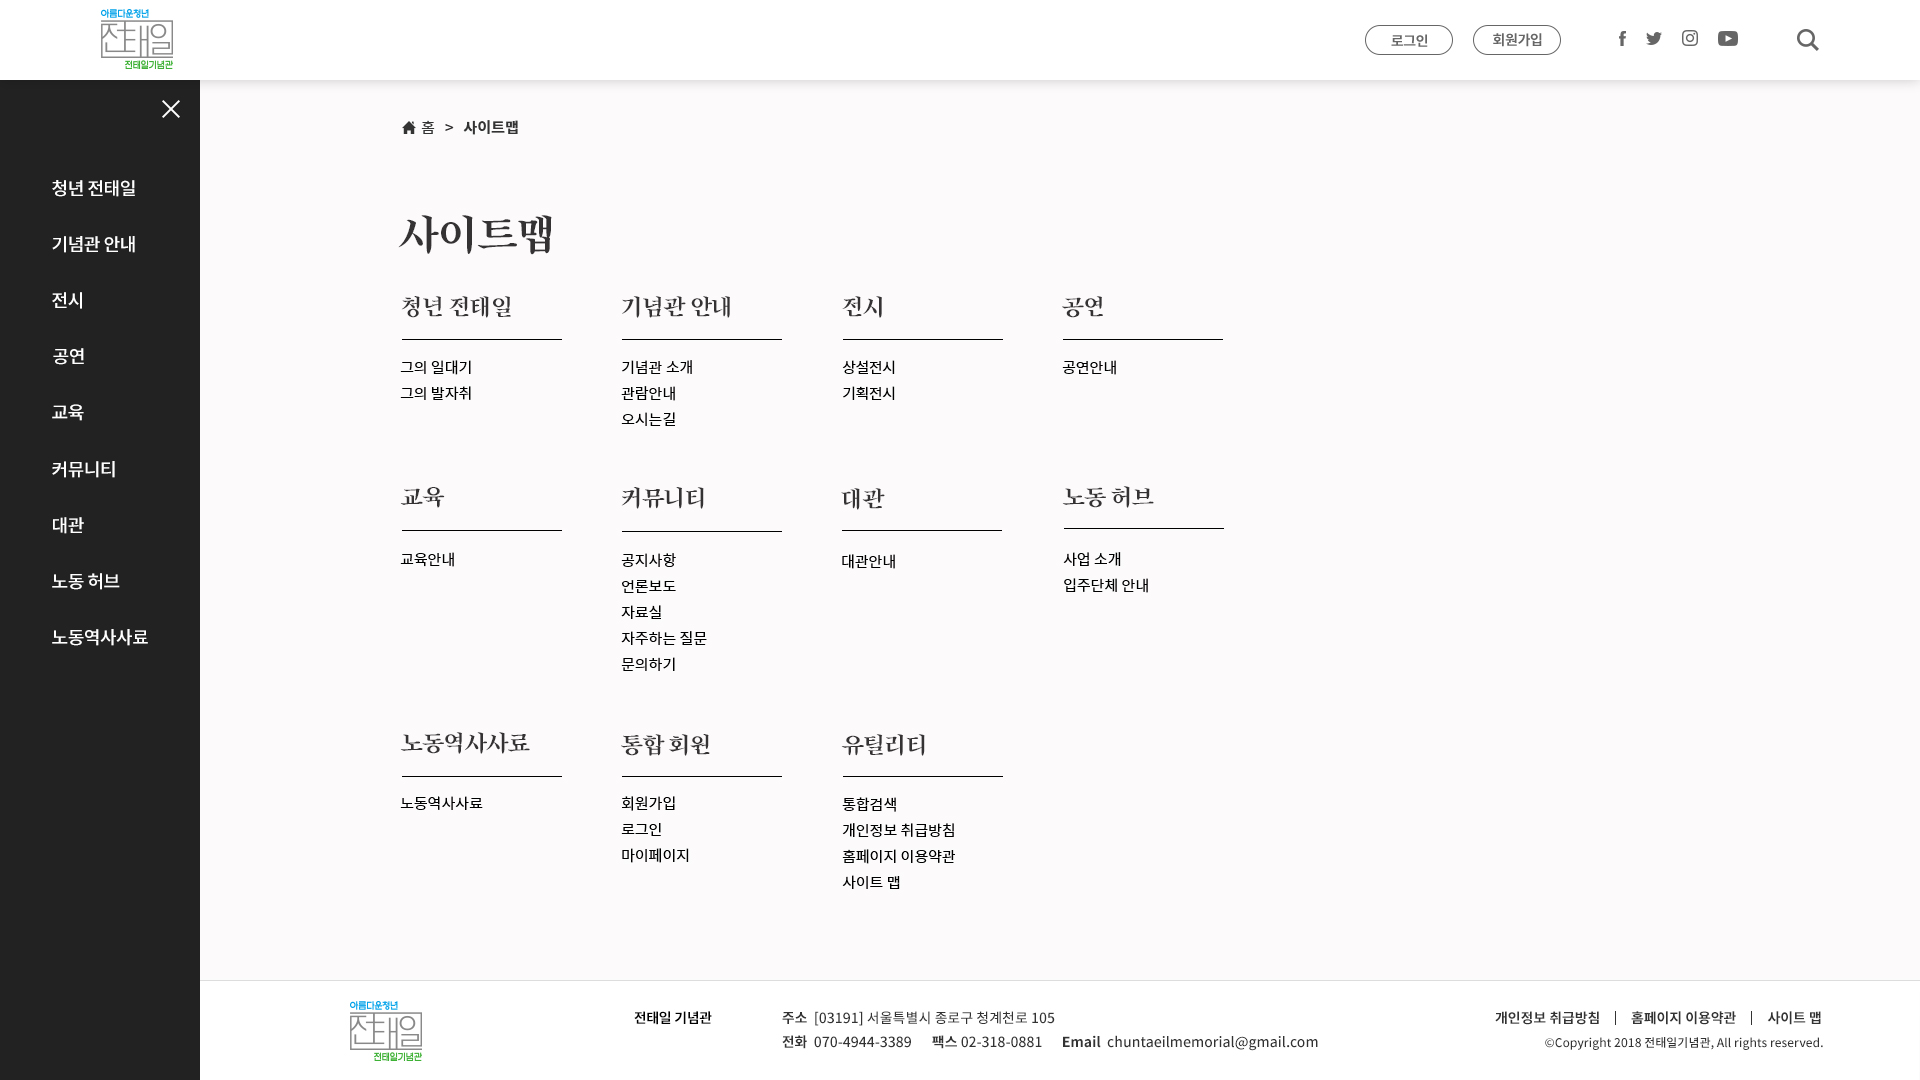 아름다운청년
전태일
전태일기념관
로그인
회원가입
홈 > 사이트맵
청년 전태일
기념관 안내
전시
공연
교육
커뮤니티
대관
노동 허브
노동역사사료
사이트맵
청년 전태일
그의 일대기
그의 발자취
기념관 안내
기념관 소개
관람안내
오시는길
전시
상설전시
기획전시
공연
공연안내
교육
교육안내
커뮤니티
공지사항
언론보도
자료실
자주하는 질문
문의하기
대관
대관안내
노동 허브
사업 소개
입주단체 안내
노동역사사료
노동역사사료
통합 회원
회원가입
로그인
마이페이지
유틸리티
통합검색
개인정보 취급방침
홈페이지 이용약관
사이트 맵
아름다운청년
전태일
전태일기념관
전태일 기념관
주소 [03191] 서울특별시 종로구 청계천로 105
전화 070-4944-3389 팩스 02-318-0881 Email chuntaeilmemorial@gmail.com
개인정보 취급방침 | 홈페이지 이용약관 | 사이트 맵
©Copyright 2018 전태일기념관, All rights reserved.